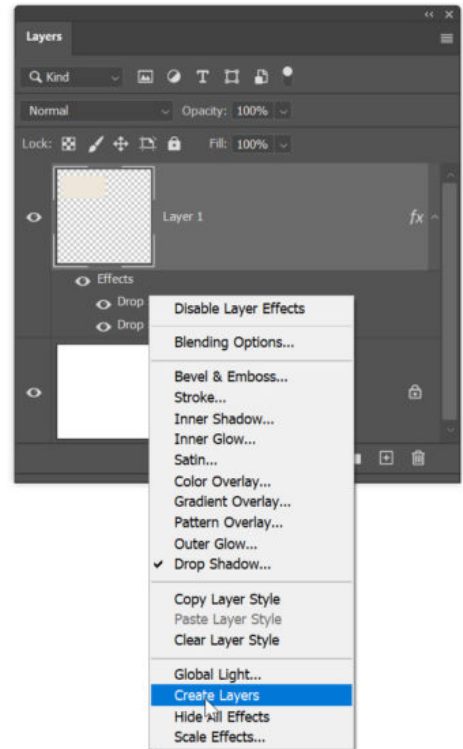 Layers
Kind
Normal Opacity: 100%
Lock: Fill: 100%
Layer 1 fx
Effects
Drop
Drop
Disable Layer Effects
Blending Options...
Bevel & Emboss...
Stroke...
Inner Shadow...
Inner Glow...
Satin...
Color Overlay...
Gradient Overlay...
Pattern Overlay...
Outer Glow...
Drop Shadow...
Copy Layer Style
Paste Layer Style
Clear Layer Style
Global Light...
Create Layers
Hide All Effects
Scale Effects...